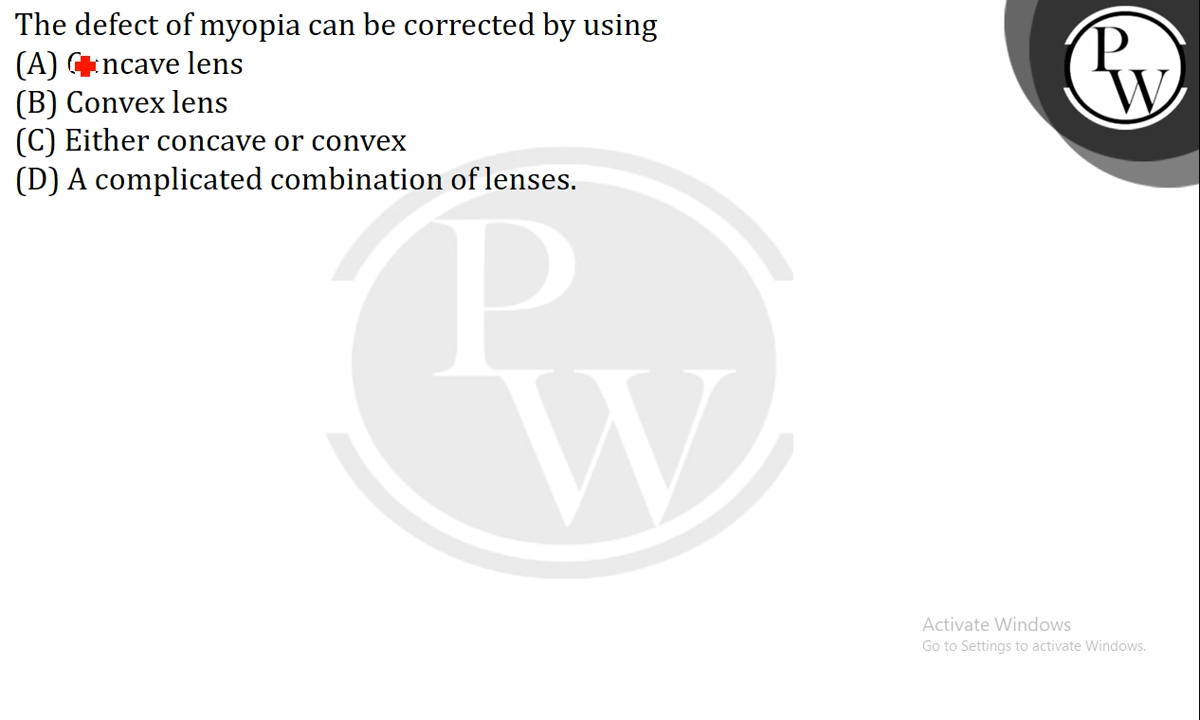 The defect of myopia can be corrected by using
(A) Concave lens
(B) Convex lens
(C) Either concave or convex
(D) A complicated combination of lenses.
PW
PW
Activate Windows
Go to Settings to activate Windows.